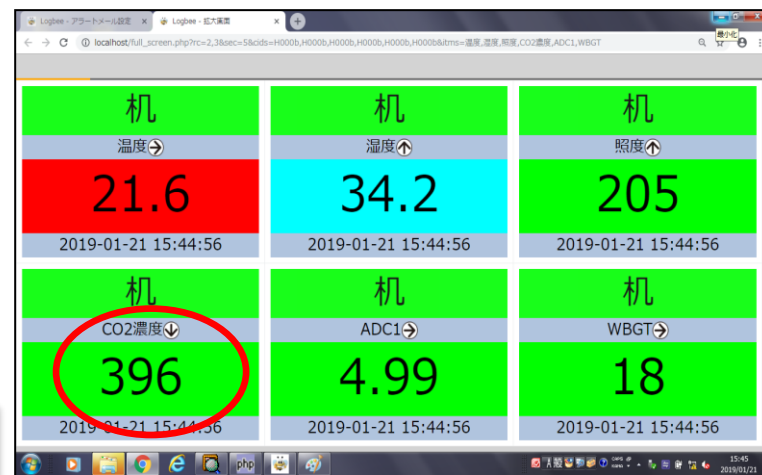 Logbee - アラートメール設定
Logbee - 拡大画面
最小化
localhost/full_screen.php?rc=2,3&sec=5&cids=H000b,H000b,H000b,H000b,H000b,H000b&itms=温度,湿度,照度,CO2濃度,ADC1,WBGT
机 机 机
温度 湿度 照度
21.6 34.2 205
2019-01-21 15:44:56 2019-01-21 15:44:56 2019-01-21 15:44:56
机 机 机
CO2濃度 ADC1 WBGT
396 4.99 18
2019-01-21 15:44:56 2019-01-21 15:44:56 2019-01-21 15:44:56
php
15:45
2019/01/21